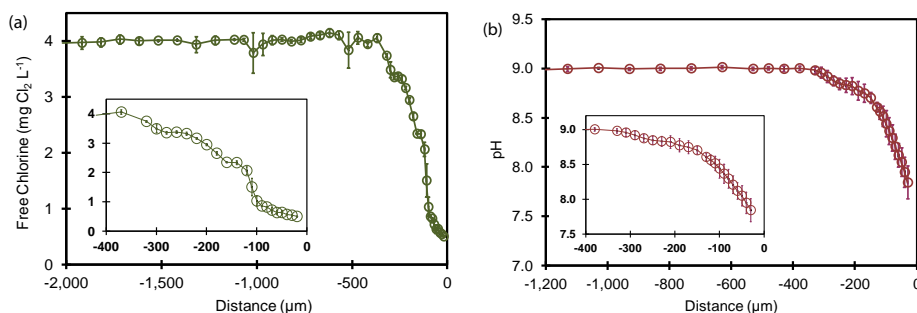 (a)
Free Chlorine (mg Cl₂ L⁻¹)
5
4
3
2
1
0
4
3
2
1
0
-400 -300 -200 -100 0
-2,000 -1,500 -1,000 -500 0
Distance (µm)
(b)
pH
9.5
9.0
8.5
8.0
7.5
7.0
9.0
8.5
8.0
7.5
7.0
-400 -300 -200 -100 0
-1,200 -1,000 -800 -600 -400 -200 0
Distance (µm)